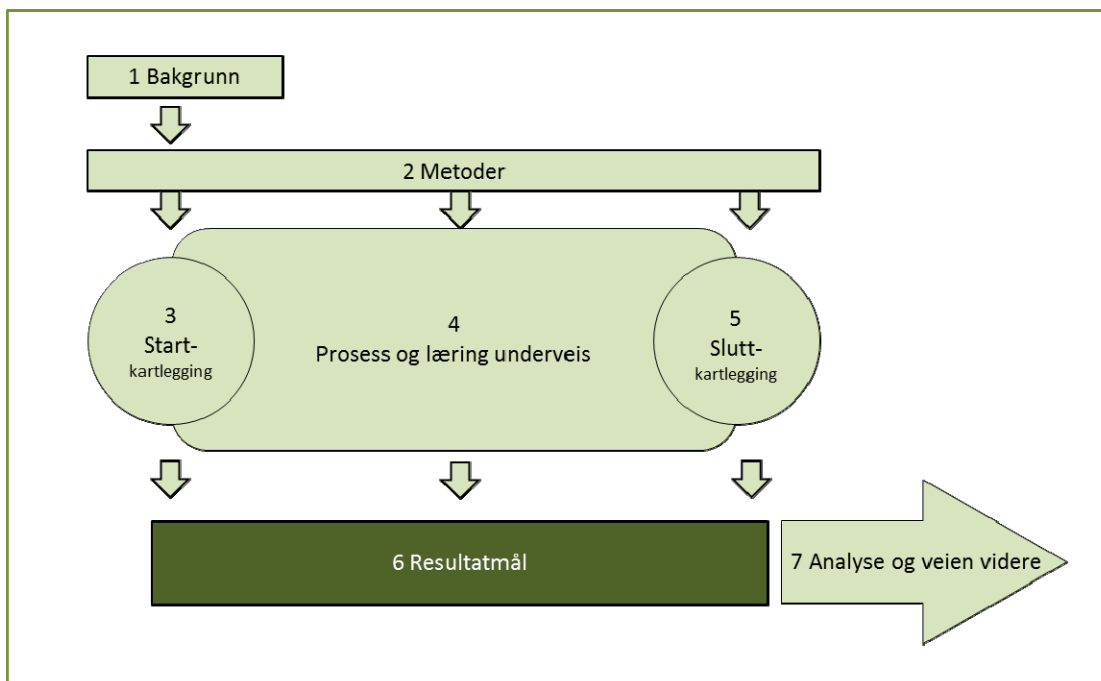 1 Bakgrunn
2 Metoder
3
Start-
kartlegging
4
Prosess og læring underveis
5
Slutt-
kartlegging
6 Resultatmål
7 Analyse og veien videre